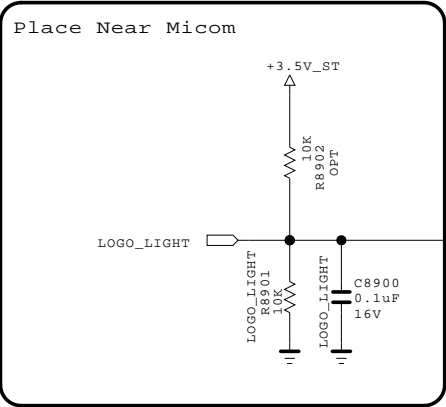 Place Near Micom
+3.5V_ST
10K
R8902
OPT
LOGO_LIGHT
LOGO_LIGHT
R8901
10K
LOGO_LIGHT
C8900
0.1uF
16V